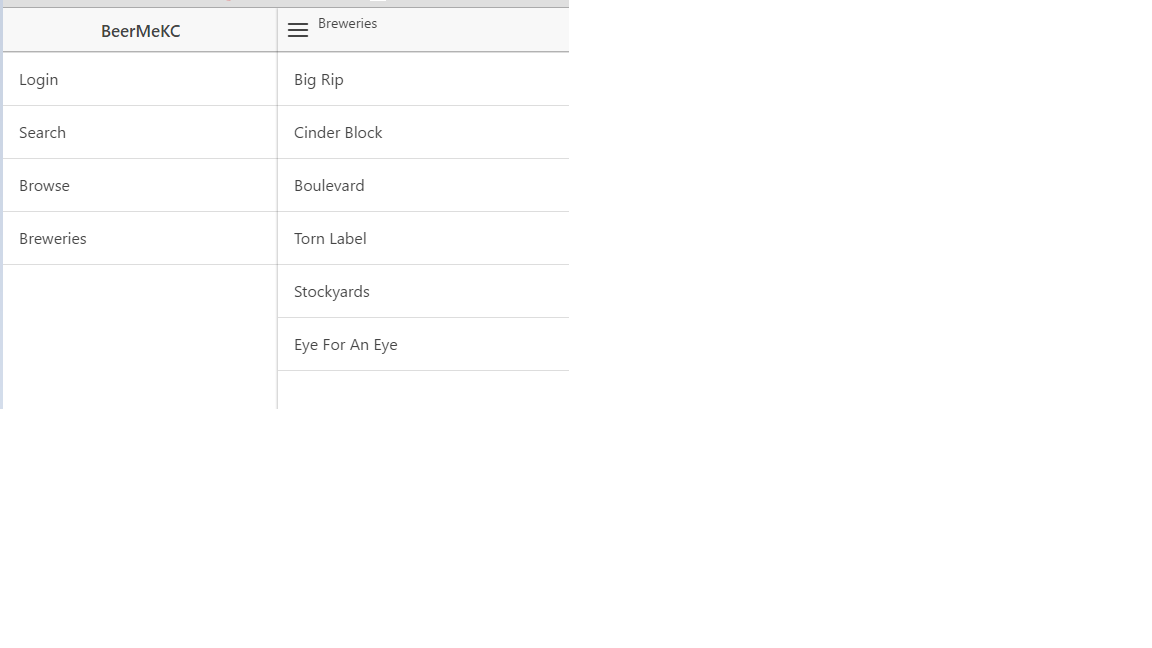 BeerMeKC
Login
Search
Browse
Breweries
Breweries
Big Rip
Cinder Block
Boulevard
Torn Label
Stockyards
Eye For An Eye